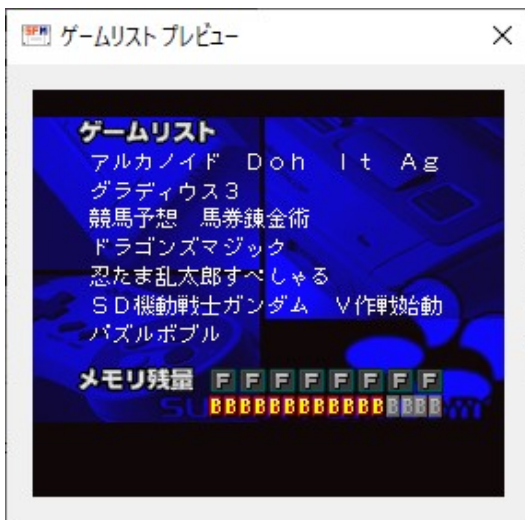 SFM ゲームリスト プレビュー
ゲームリスト
アルカノイド Doh It Ag
グラディウス3
競馬予想 馬券錬金術
ドラゴンズマジック
忍たま乱太郎すぺしゃる
SD機動戦士ガンダム V作戦始動
パズルボブル
メモリ残量 F F F F F F F F
BBBBBBBBBBBBBBBB